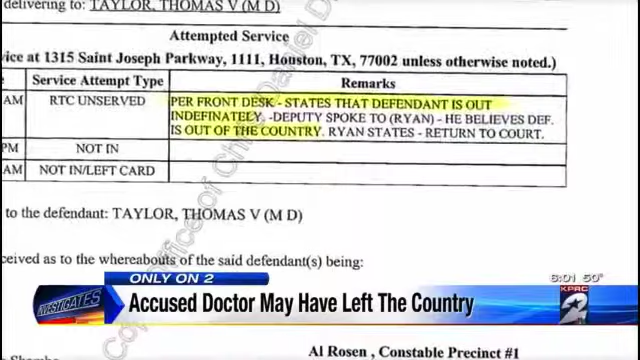 delivering to: TAYLOR, THOMAS V (M D)
Attempted Service
vice at 1315 Saint Joseph Parkway, 1111, Houston, TX, 77002 unless otherwise noted.)
Service Attempt Type
Remarks
AM
RTC UNSERVED
PER FRONT DESK - STATES THAT DEFENDANT IS OUT
INDEFINATELY. -DEPUTY SPOKE TO (RYAN) - HE BELIEVES DEF.
IS OUT OF THE COUNTRY. RYAN STATES - RETURN TO COURT.
PM
NOT IN
AM
NOT IN/LEFT CARD
to the defendant: TAYLOR, THOMAS V (M D)
ceived as to the whereabouts of the said defendant(s) being:
ONLY ON 2
6:01 50°
INVESTIGATES
Accused Doctor May Have Left The Country
KPRC
2
Al Rosen , Constable Precinct #1